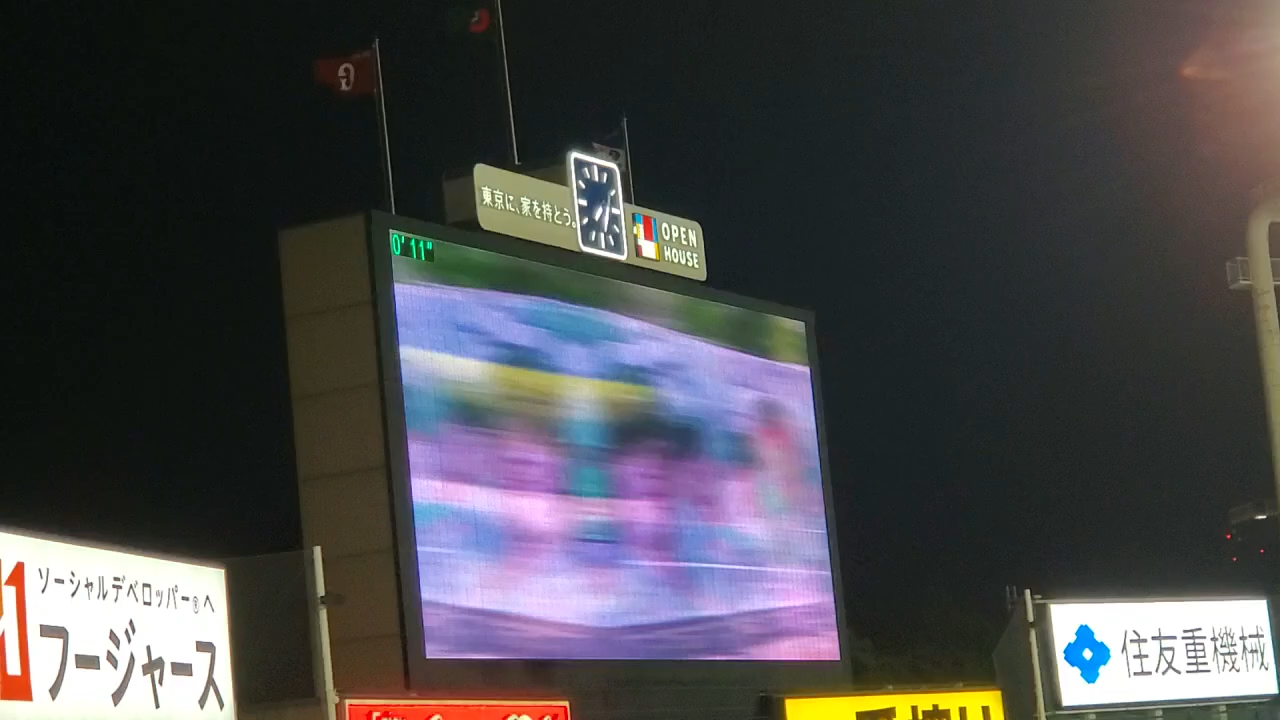 G
東京に、家を持とう。
OPEN
HOUSE
0'11"
ソーシャルデベロッパー®へ
フージャース
住友重機械